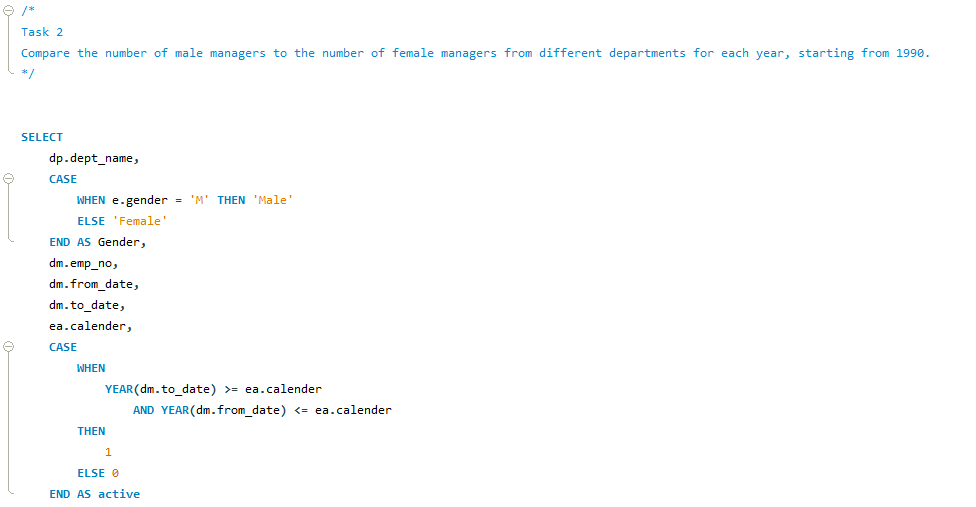 /*
Task 2
Compare the number of male managers to the number of female managers from different departments for each year, starting from 1990.
*/
SELECT
dp.dept_name,
CASE
WHEN e.gender = 'M' THEN 'Male'
ELSE 'Female'
END AS Gender,
dm.emp_no,
dm.from_date,
dm.to_date,
ea.calender,
CASE
WHEN
YEAR(dm.to_date) >= ea.calender
AND YEAR(dm.from_date) <= ea.calender
THEN
1
ELSE 0
END AS active